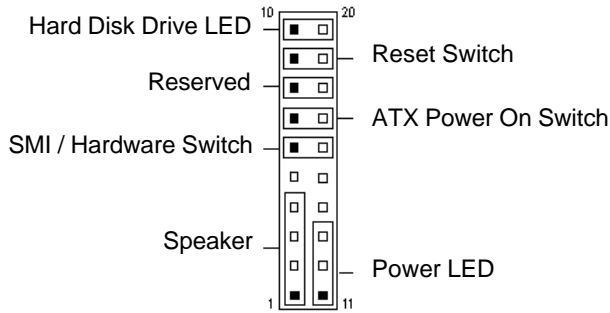 10 20
Hard Disk Drive LED
Reset Switch
Reserved
ATX Power On Switch
SMI / Hardware Switch
Speaker
Power LED
1 11